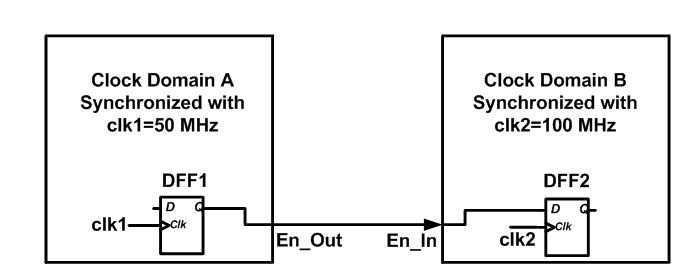 Clock Domain A
Synchronized with
clk1=50 MHz
DFF1
D Q
clk1 Clk
En_Out
En_In
Clock Domain B
Synchronized with
clk2=100 MHz
DFF2
D Q
clk2 Clk